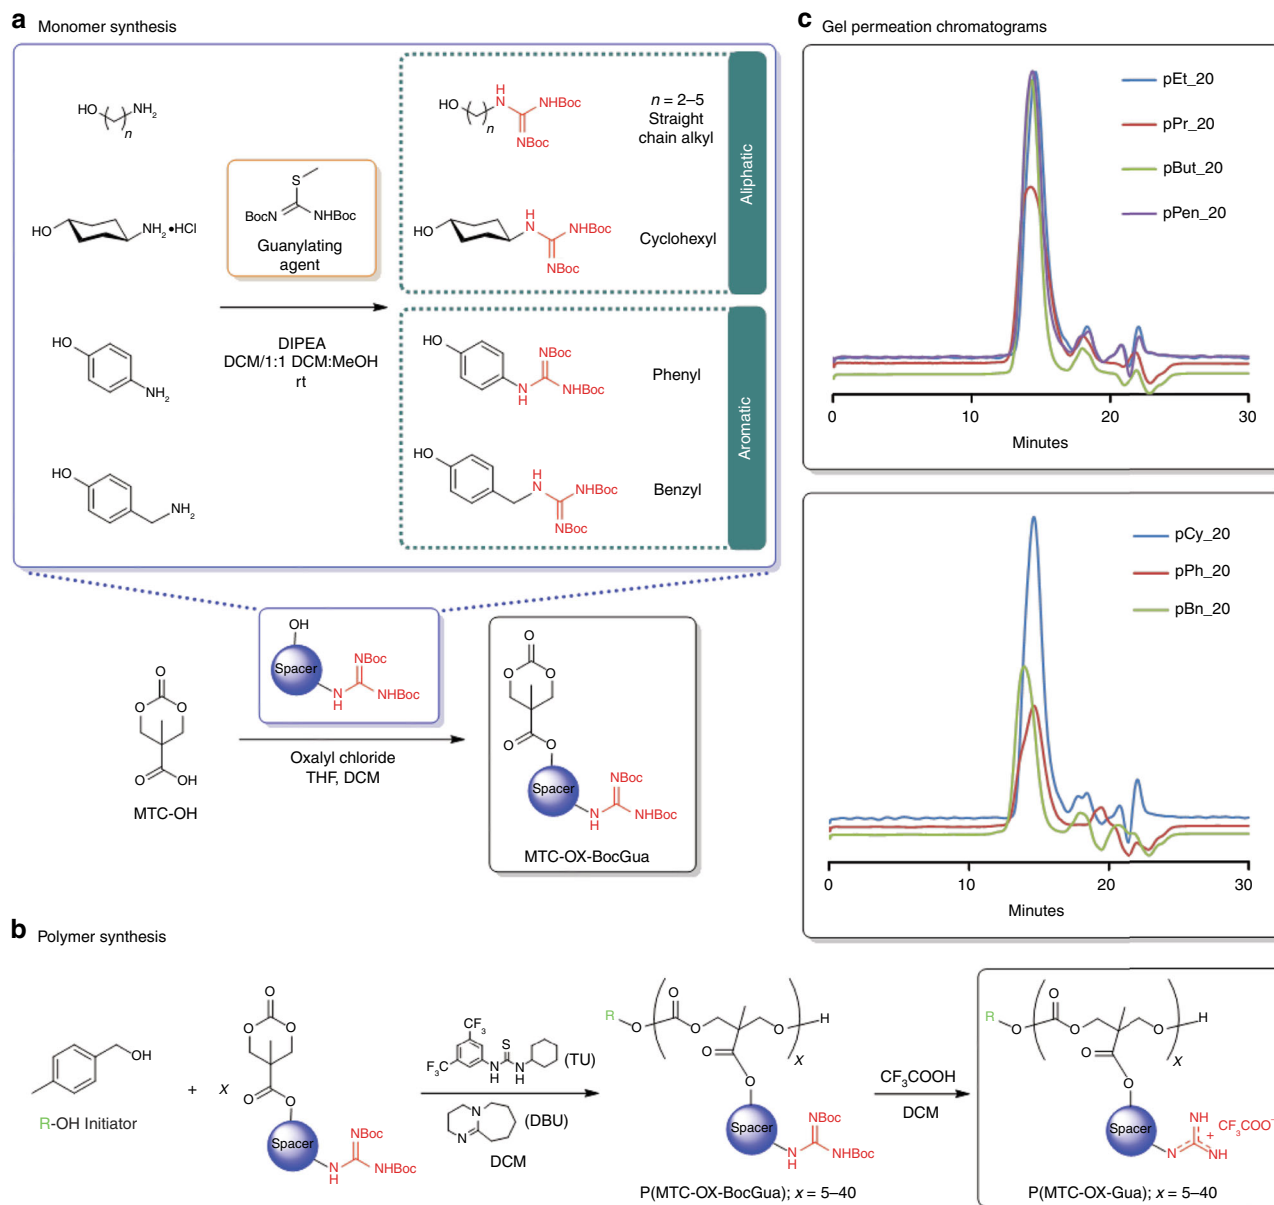 a Monomer synthesis
HO NH2
n
HO NH2•HCl
HO
NH2
HO
NH2
S
BocN NHBoc
Guanylating
agent
DIPEA
DCM/1:1 DCM:MeOH
rt
HO H N NHBoc
n
NBoc
n = 2–5
Straight
chain alkyl
HO H N NHBoc
NBoc
Cyclohexyl
Aliphatic
HO
NBoc
N NHBoc
H
Phenyl
HO
H
N NHBoc
NBoc
Benzyl
Aromatic
O
O O
O OH
MTC-OH
OH
Spacer
NBoc
N NHBoc
H
Oxalyl chloride
THF, DCM
O
O O
O O
Spacer
NBoc
N NHBoc
H
MTC-OX-BocGua
b Polymer synthesis
OH
R-OH Initiator
+ X
O
O O
O O
Spacer
NBoc
N NHBoc
H
CF3
S
F3C N N (TU)
H H
N
N (DBU)
DCM
R O O O O H
X
O O
Spacer
NBoc
N NHBoc
H
P(MTC-OX-BocGua); x = 5–40
CF3COOH
DCM
R O O O O H
X
O O
Spacer
NH
+ CF3COO−
N NH
P(MTC-OX-Gua); x = 5–40
c Gel permeation chromatograms
pEt_20
pPr_20
pBut_20
pPen_20
0 10 20 30
Minutes
pCy_20
pPh_20
pBn_20
0 10 20 30
Minutes